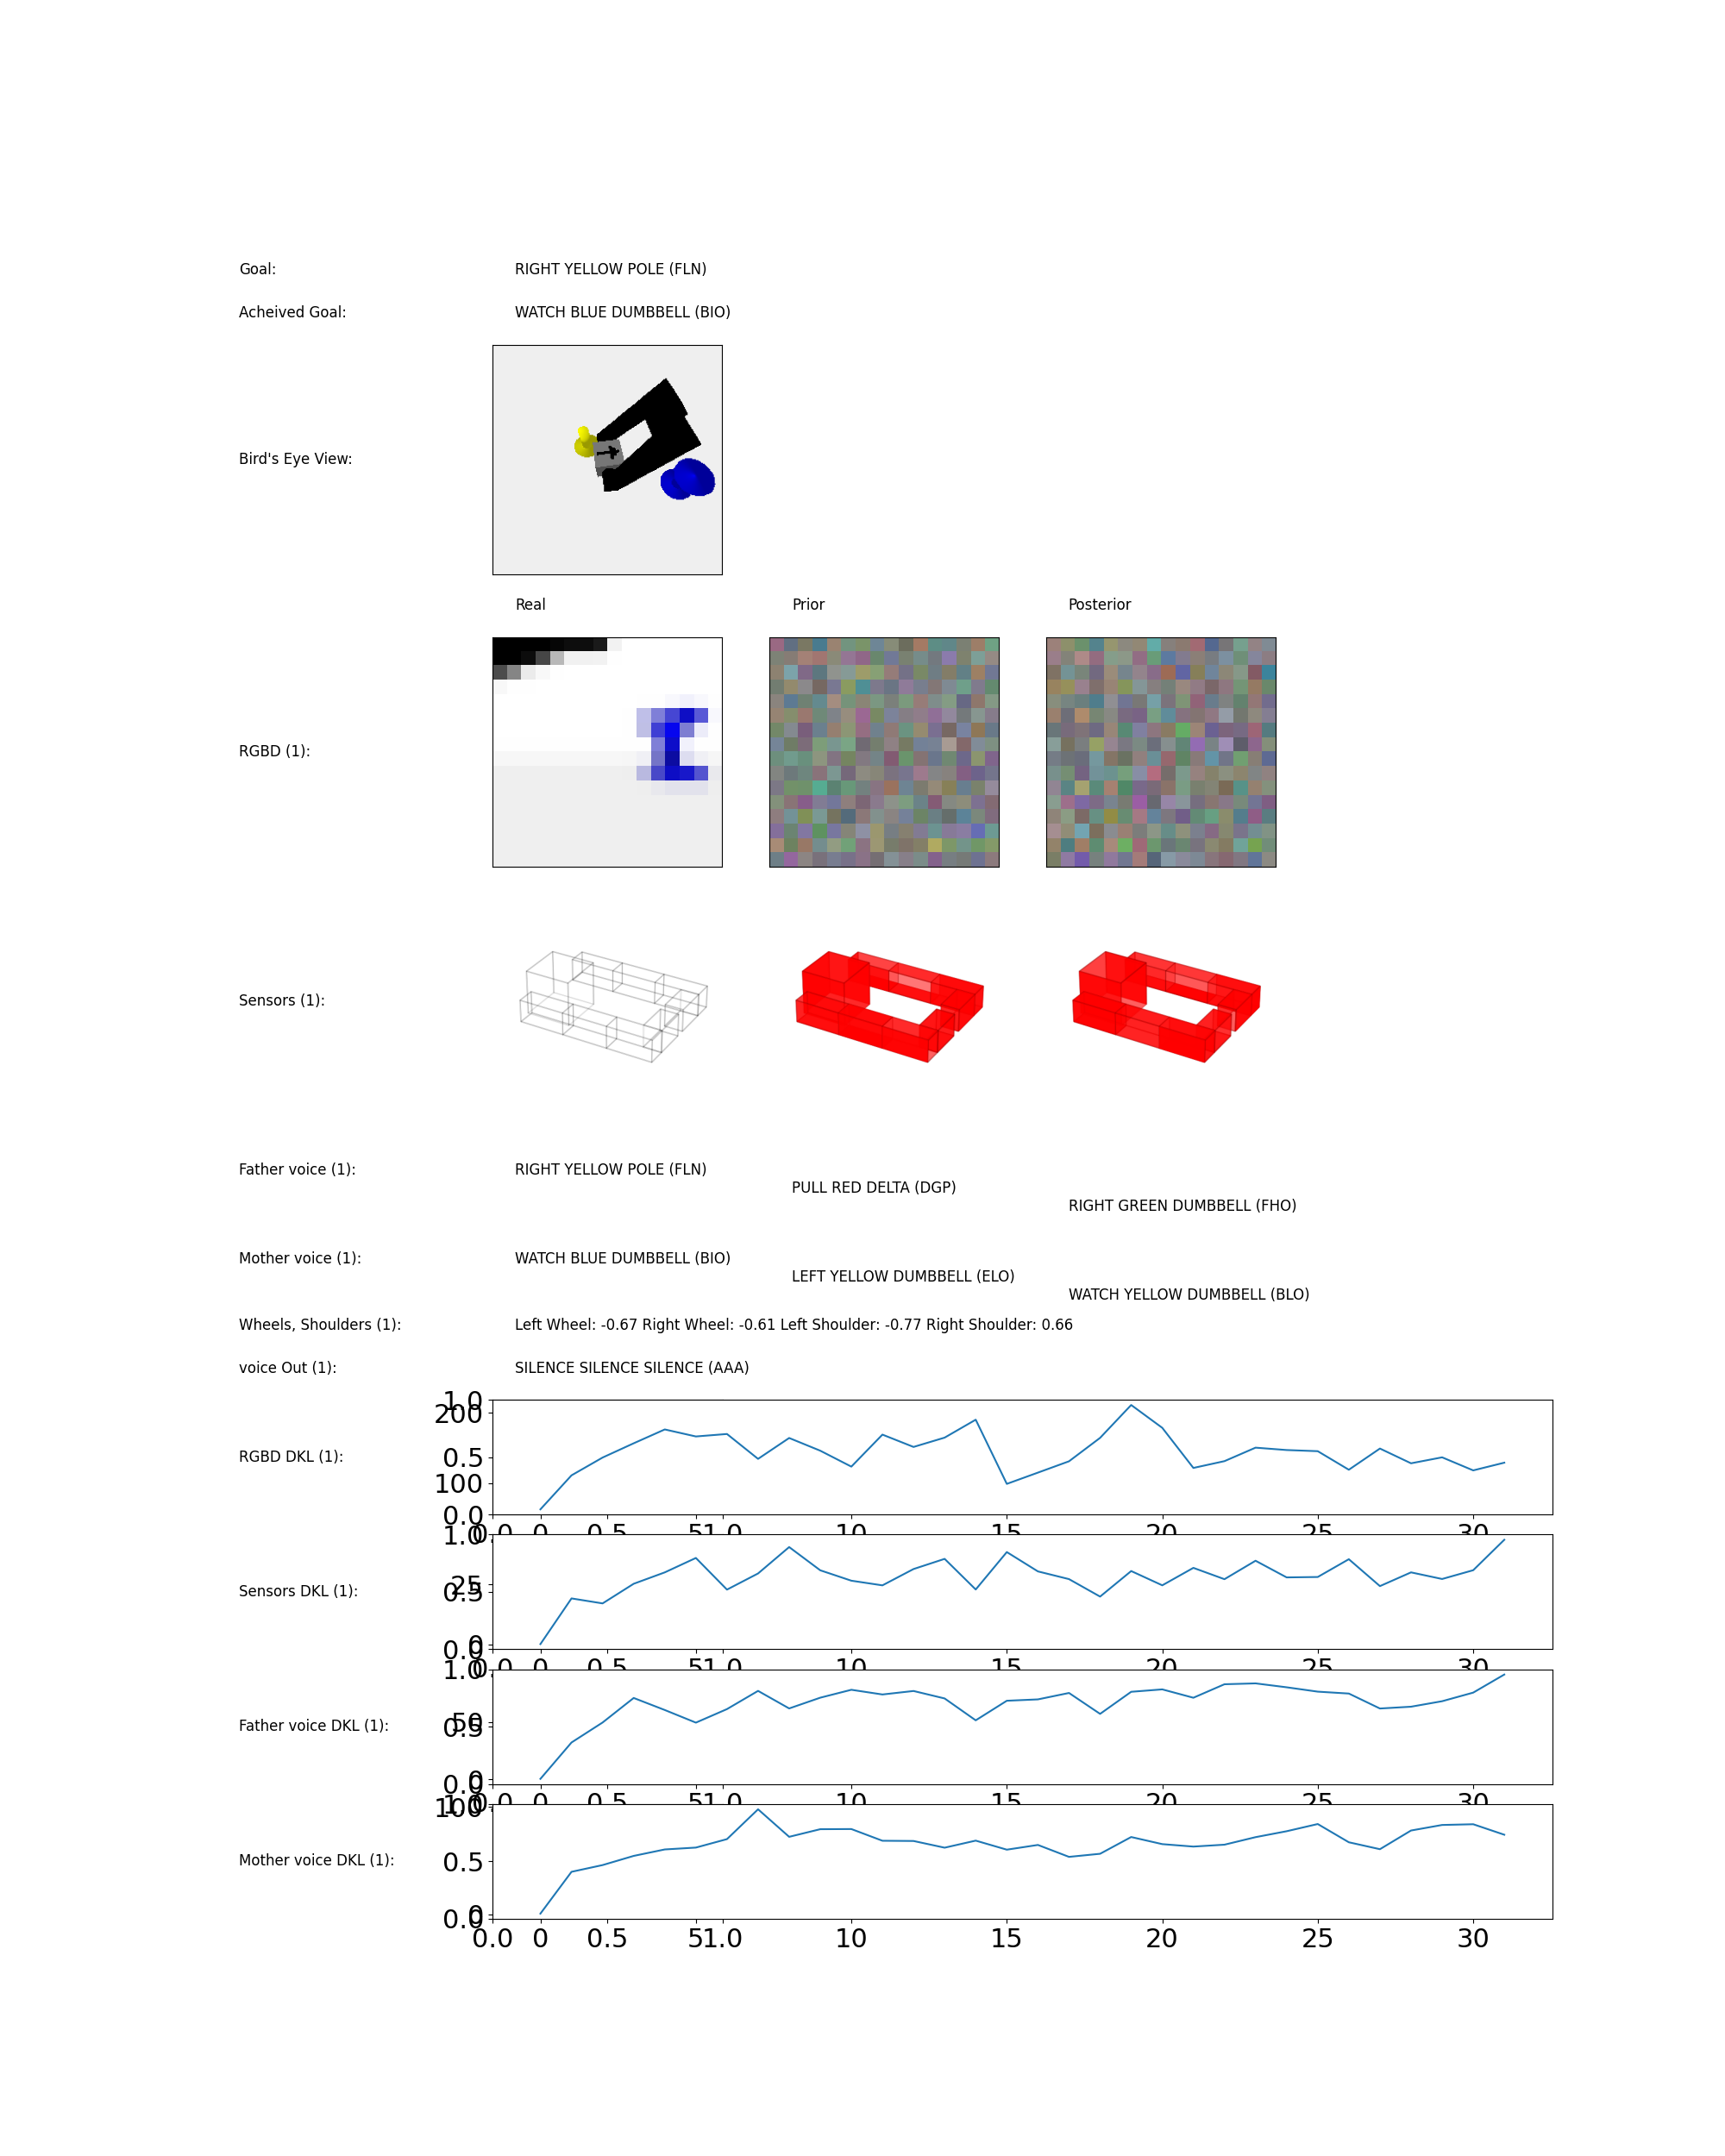 Goal: RIGHT YELLOW POLE (FLN)
Acheived Goal: WATCH BLUE DUMBBELL (BIO)
Bird's Eye View:
Real Prior Posterior
RGBD (1):
Sensors (1):
Father voice (1): RIGHT YELLOW POLE (FLN)
PULL RED DELTA (DGP)
RIGHT GREEN DUMBBELL (FHO)
Mother voice (1): WATCH BLUE DUMBBELL (BIO)
LEFT YELLOW DUMBBELL (ELO)
WATCH YELLOW DUMBBELL (BLO)
Wheels, Shoulders (1): Left Wheel: -0.67 Right Wheel: -0.61 Left Shoulder: -0.77 Right Shoulder: 0.66
voice Out (1): SILENCE SILENCE SILENCE (AAA)
1.0
200
RGBD DKL (1): 0.5
100
0.0
0.0 0 0.5 5 1.0 10 15 20 25 30
1.0
25
Sensors DKL (1): 0.5
0
0.0
0.0 0 0.5 5 1.0 10 15 20 25 30
1.0
50
Father voice DKL (1): 0.5
0
0.0
0.0 0 0.5 5 1.0 10 15 20 25 30
1.0
100
Mother voice DKL (1): 0.5
0
0.0
0.0 0 0.5 5 1.0 10 15 20 25 30